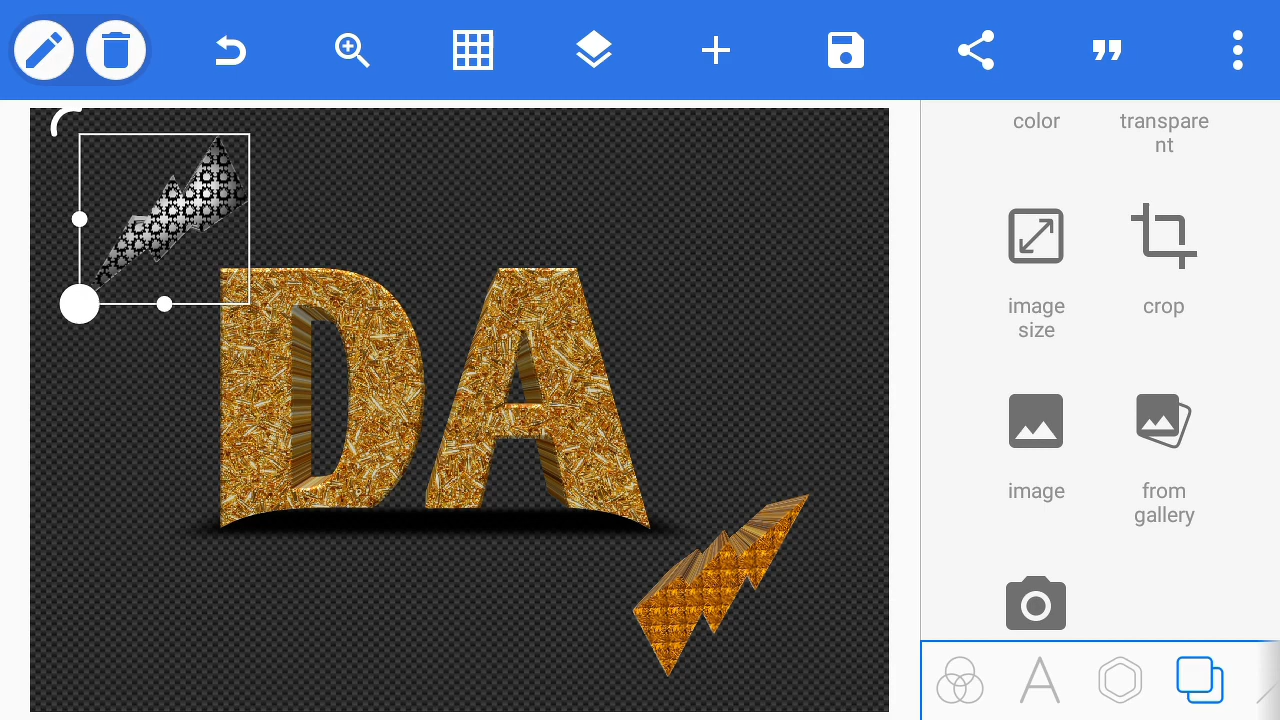 color
transpare
nt
DA
image
size
crop
image
from
gallery